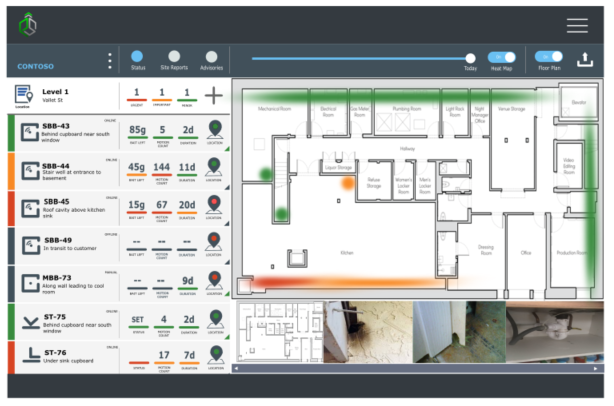 CONTOSO
Status
Site Reports
Advisories
Today
Heat Map
Floor Plan
London
Level 1
Vallet St
1 1 1
URGENT IMPORTANT
SBB-43
ONLINE
Behind cupboard near south
window
85g 5 2d
BAIT LEFT MOTION COUNT DURATION LOCATION
SBB-44
ONLINE
Stair well at entrance to
basement
45g 144 11d
BAIT LEFT MOTION COUNT DURATION LOCATION
SBB-45
ONLINE
Roof cavity above kitchen
sink
15g 67 20d
BAIT LEFT MOTION COUNT DURATION LOCATION
SBB-49
OFFLINE
In transit to customer
-- -- --
BAIT LEFT MOTION COUNT DURATION LOCATION
MBB-73
MANUAL
Along wall leading to cool
room
-- -- 9d
BAIT LEFT MOTION COUNT DURATION LOCATION
ST-75
ONLINE
Behind cupboard near south
window
SET 4 2d
STATUS MOTION COUNT DURATION LOCATION
ST-76
ONLINE
Under sink cupboard
17 7d
STATUS MOTION COUNT DURATION LOCATION
Mechanical Room
Electrical Room
Gas Meter Room
Plumbing Room
Light Rack Room
Night Manager Office
Venue Storage
Elevator
Hallway
Liquor Storage
Deluxe Storage
Women's Locker Room
Men's Locker Room
Video Editing Room
Kitchen
Dressing Room
Office
Production Room